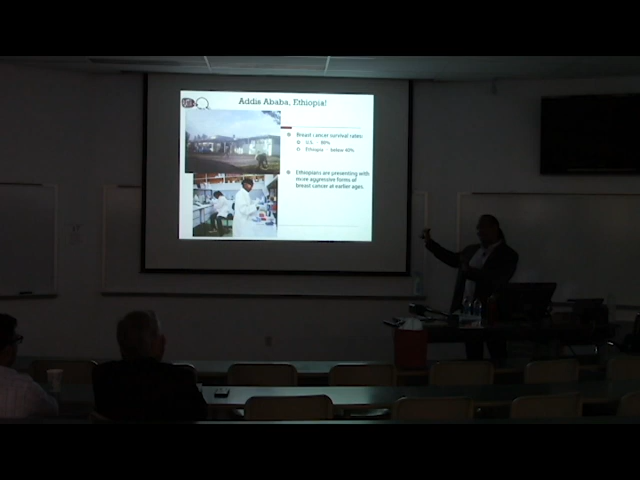 Addis Ababa, Ethiopia!
Breast cancer survival rates:
U.S. - 89%
Ethiopia - below 40%
Ethiopians are presenting with
more aggressive forms of
breast cancer at earlier ages.